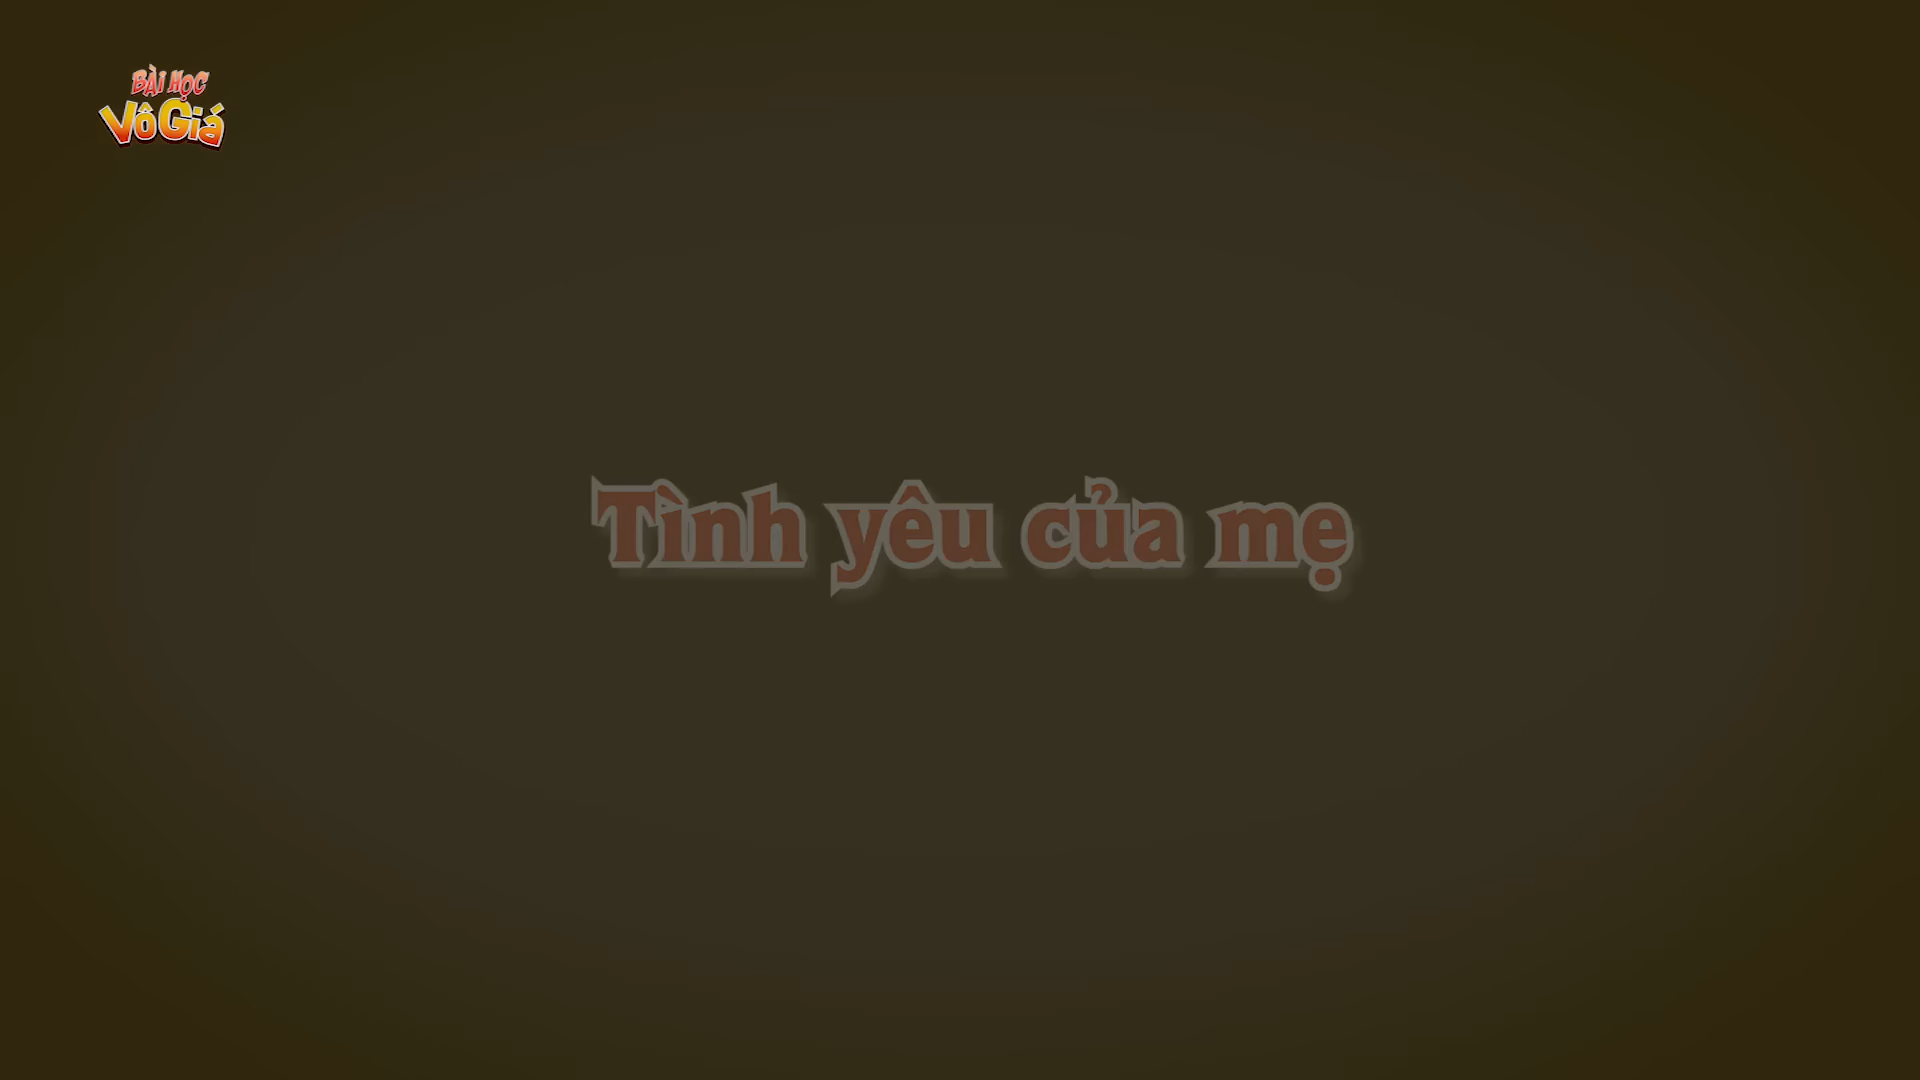 BÀI HỌC
Vô Giá
Tình yêu của mẹ